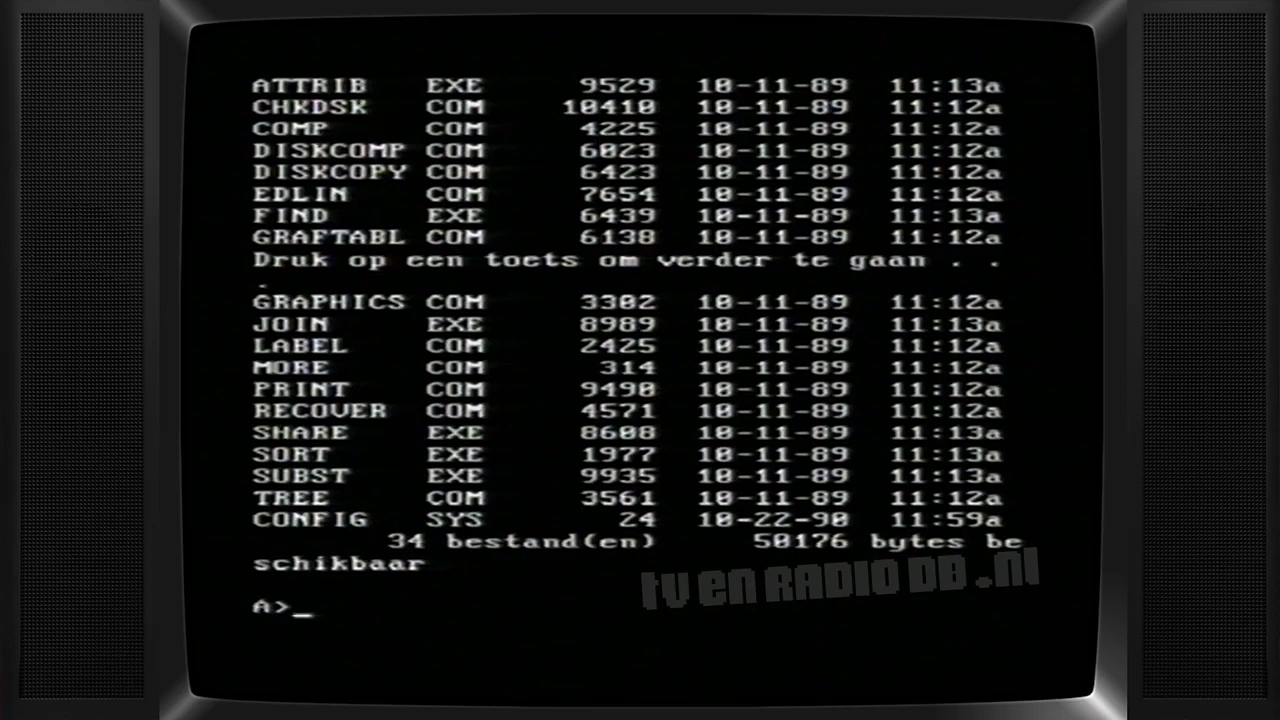 ATTRIB EXE 9529 10-11-89 11:13a
CHKDSK COM 10410 10-11-89 11:12a
COMP COM 4225 10-11-89 11:12a
DISKCOMP COM 6023 10-11-89 11:12a
DISKCOPY COM 6423 10-11-89 11:12a
EDLIN COM 7654 10-11-89 11:12a
FIND EXE 6439 10-11-89 11:13a
GRAFTABL COM 6138 10-11-89 11:12a
Druk op een toets om verder te gaan . .
.
GRAPHICS COM 3302 10-11-89 11:12a
JOIN EXE 8989 10-11-89 11:13a
LABEL COM 2425 10-11-89 11:12a
MORE COM 314 10-11-89 11:12a
PRINT COM 9490 10-11-89 11:12a
RECOVER COM 4571 10-11-89 11:12a
SHARE EXE 8608 10-11-89 11:13a
SORT EXE 1977 10-11-89 11:13a
SUBST EXE 9935 10-11-89 11:13a
TREE COM 3561 10-11-89 11:12a
CONFIG SYS 24 10-22-90 11:59a
34 bestand(en) 50176 bytes be
schikbaar
A>_
tv en RADIO DB .nl